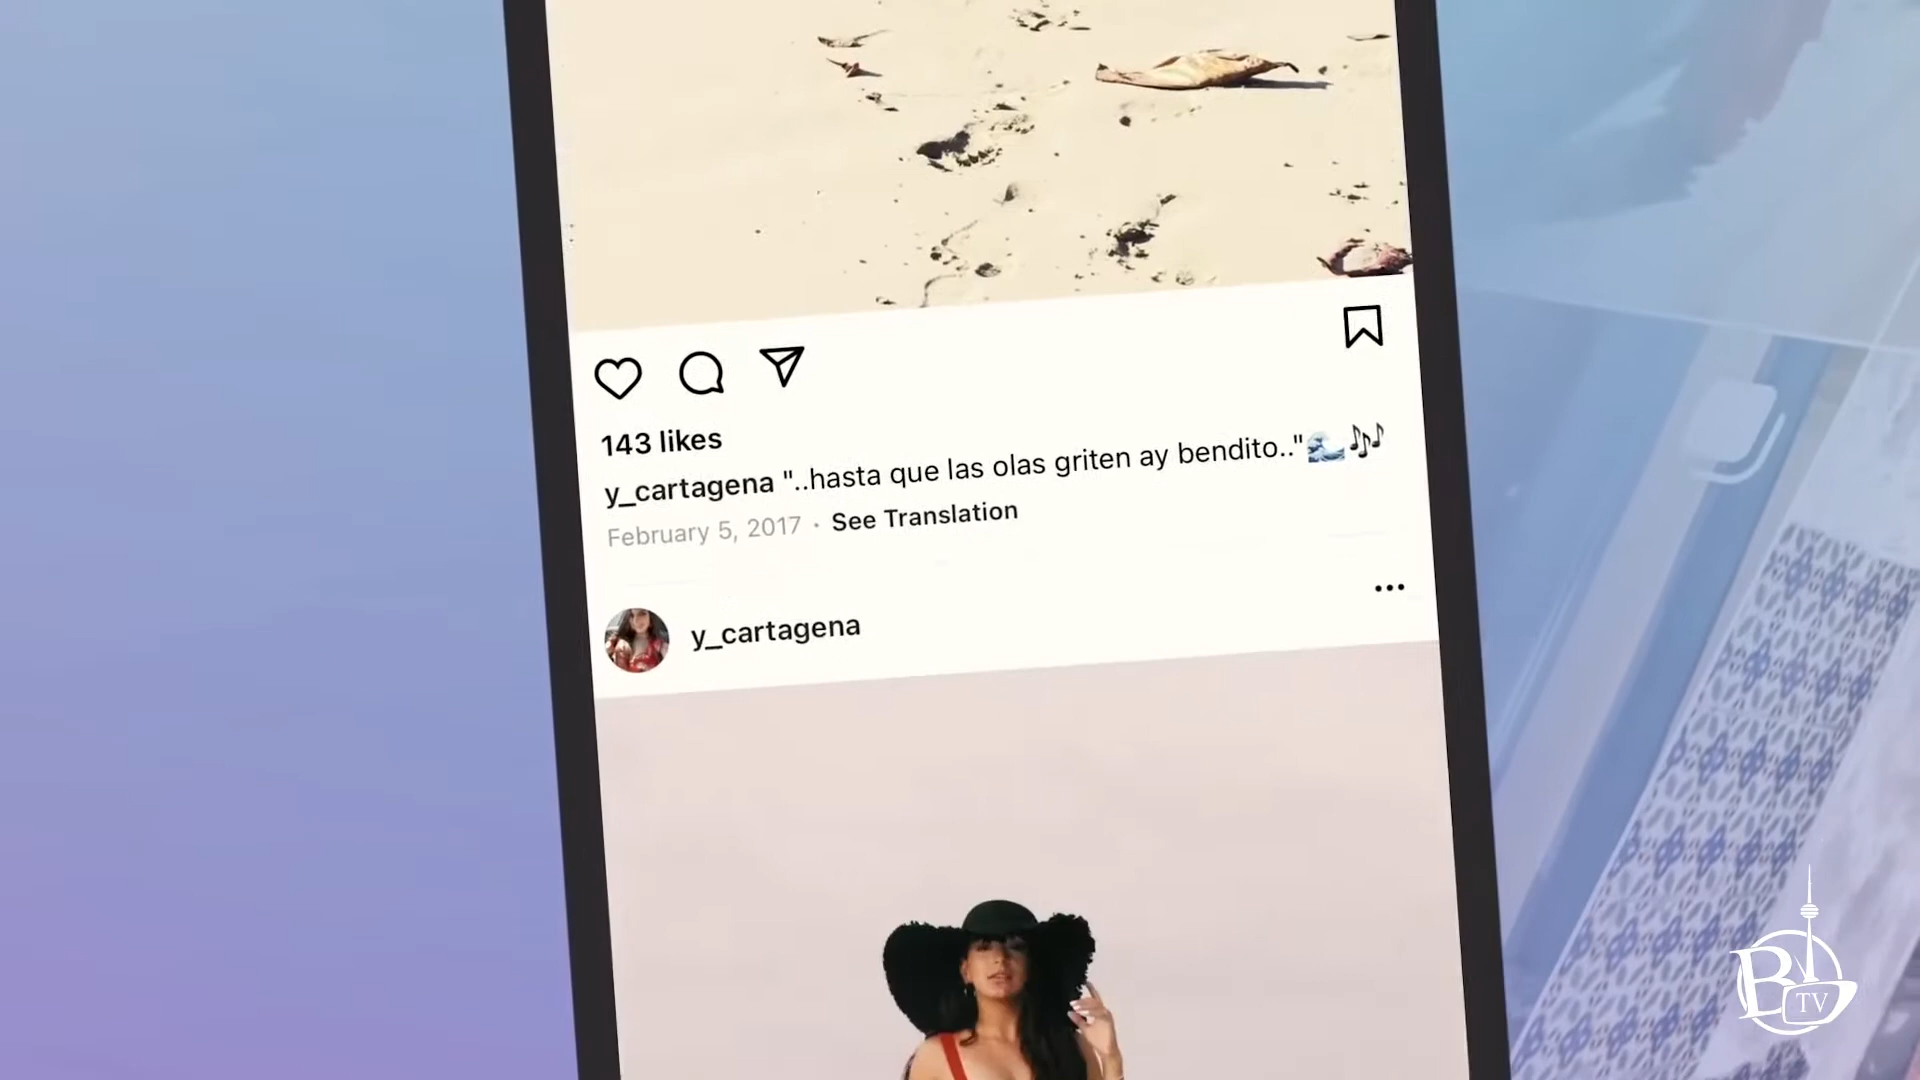 143 likes
y_cartagena "..hasta que las olas griten ay bendito.."🌊🎶
February 5, 2017 · See Translation
y_cartagena
B TV